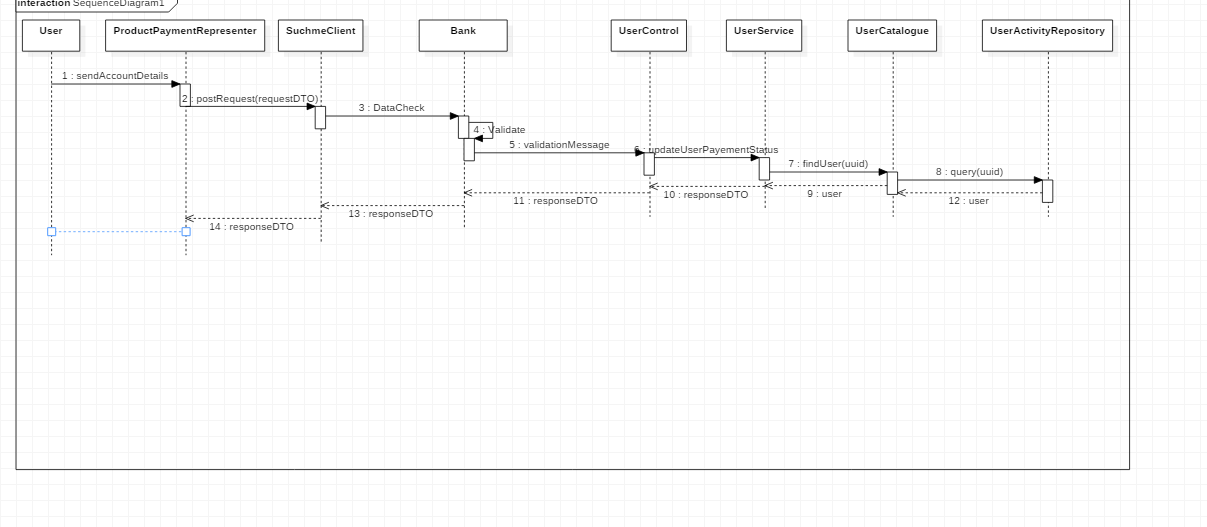 interaction SequenceDiagram1
User
ProductPaymentRepresenter
SuchmeClient
Bank
UserControl
UserService
UserCatalogue
UserActivityRepository
1 : sendAccountDetails
2 : postRequest(requestDTO)
3 : DataCheck
4 : Validate
5 : validationMessage
6 : updateUserPayementStatus
7 : findUser(uuid)
8 : query(uuid)
9 : user
10 : responseDTO
11 : responseDTO
12 : user
13 : responseDTO
14 : responseDTO